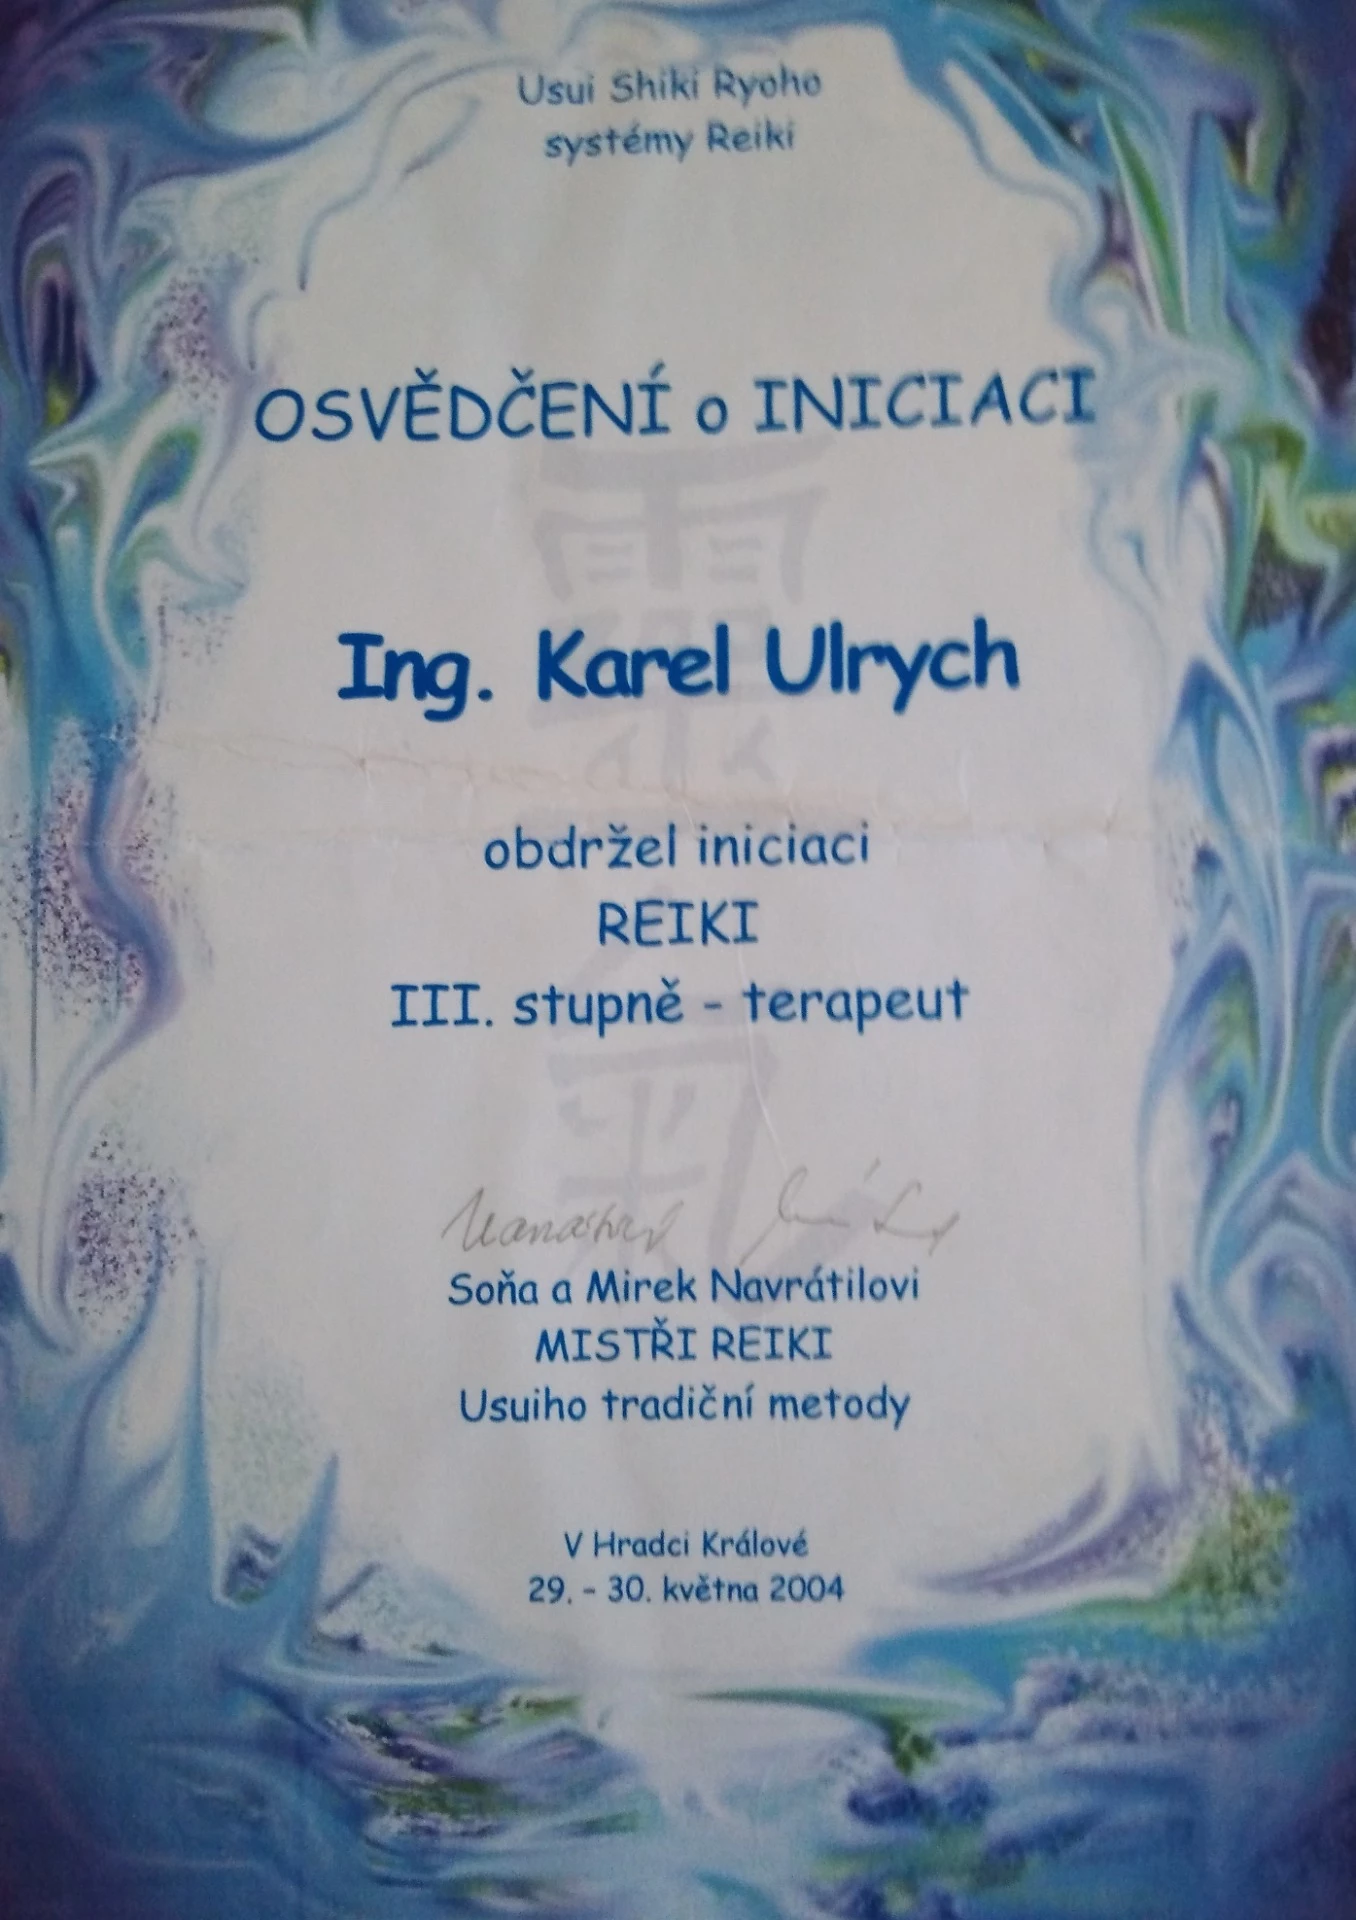 Usui Shiki Ryoho
systémy Reiki
OSVĚDČENÍ o INICIACI
Ing. Karel Ulrych
obdržel iniciaci
REIKI
III. stupně - terapeut
Soňa a Mirek Navrátilovi
MISTŘI REIKI
Usuiho tradiční metody
V Hradci Králové
29. - 30. května 2004